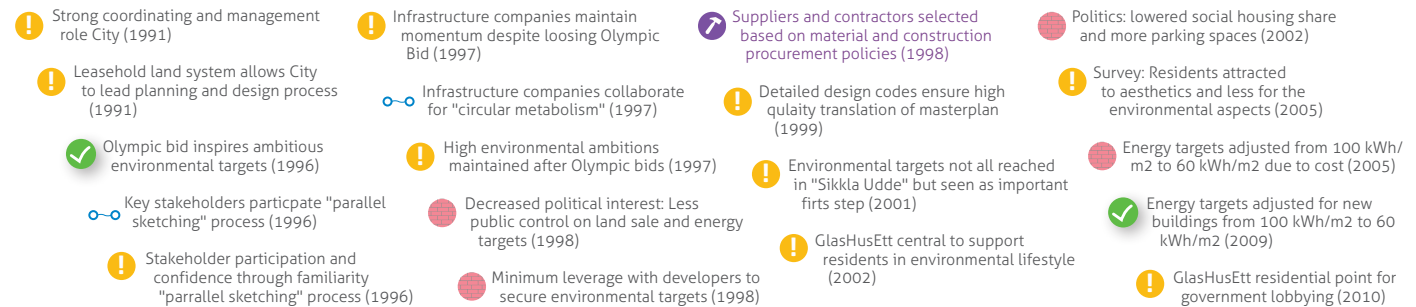 Strong coordinating and management
role City (1991)
Leasehold land system allows City
to lead planning and design process
(1991)
Olympic bid inspires ambitious
environmental targets (1996)
Key stakeholders particpate "parallel
sketching" process (1996)
Stakeholder participation and
confidence through familiarity
"parrallel sketching" process (1996)
Infrastructure companies maintain
momentum despite loosing Olympic
Bid (1997)
Infrastructure companies collaborate
for "circular metabolism" (1997)
High environmental ambitions
maintained after Olympic bids (1997)
Decreased political interest: Less
public control on land sale and energy
targets (1998)
Minimum leverage with developers to
secure environmental targets (1998)
Suppliers and contractors selected
based on material and construction
procurement policies (1998)
Detailed design codes ensure high
qulaity translation of masterplan
(1999)
Environmental targets not all reached
in "Sikkla Udde" but seen as important
firts step (2001)
GlasHusEtt central to support
residents in environmental lifestyle
(2002)
Politics: lowered social housing share
and more parking spaces (2002)
Survey: Residents attracted
to aesthetics and less for the
environmental aspects (2005)
Energy targets adjusted from 100 kWh/
m2 to 60 kWh/m2 due to cost (2005)
Energy targets adjusted for new
buildings from 100 kWh/m2 to 60
kWh/m2 (2009)
GlasHusEtt residential point for
government lobbying (2010)